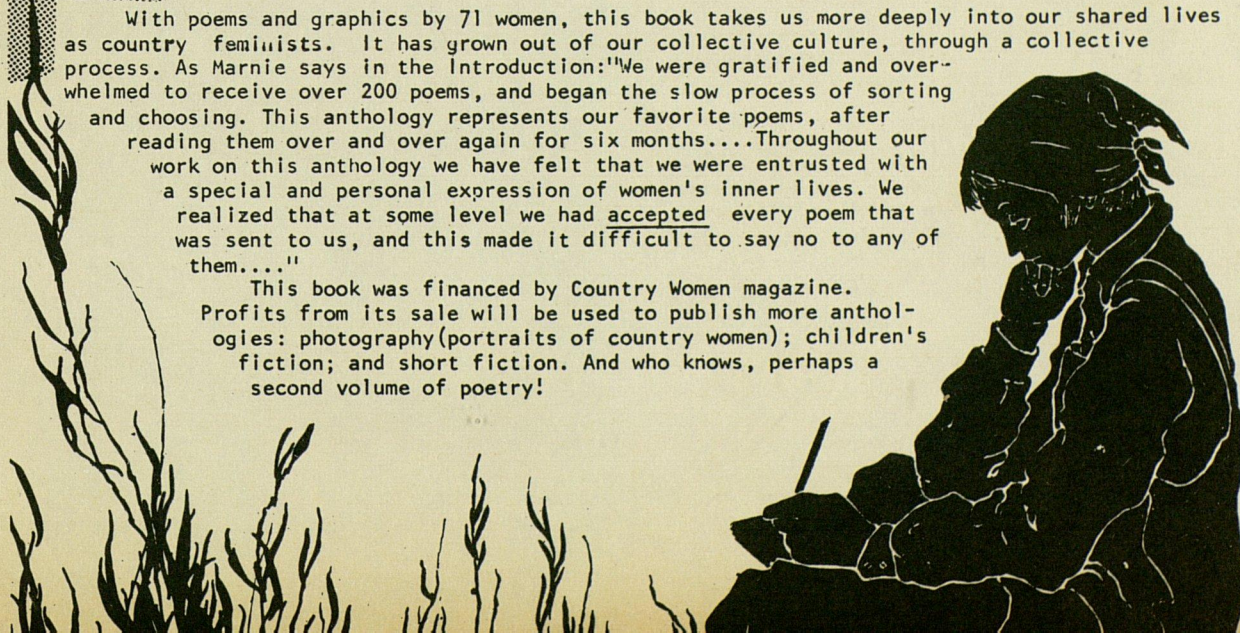 With poems and graphics by 71 women, this book takes us more deeply into our shared lives
as country feminists. It has grown out of our collective culture, through a collective
process. As Marnie says in the Introduction:"We were gratified and over-
whelmed to receive over 200 poems, and began the slow process of sorting
and choosing. This anthology represents our favorite poems, after
reading them over and over again for six months....Throughout our
work on this anthology we have felt that we were entrusted with
a special and personal expression of women's inner lives. We
realized that at some level we had accepted every poem that
was sent to us, and this made it difficult to say no to any of
them...."
This book was financed by Country Women magazine.
Profits from its sale will be used to publish more anthol-
ogies: photography(portraits of country women); children's
fiction; and short fiction. And who knows, perhaps a
second volume of poetry!